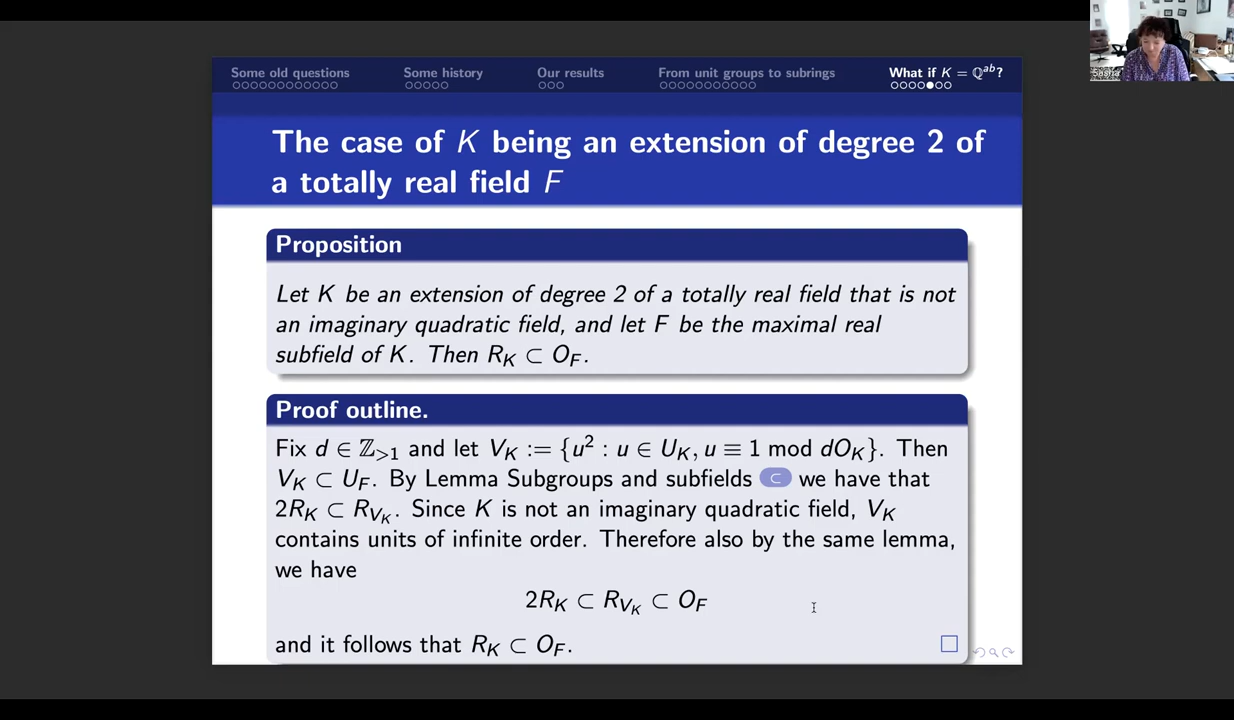 Some old questions Some history Our results From unit groups to subrings What if K = ℚᵃᵇ?
The case of K being an extension of degree 2 of
a totally real field F
Proposition
Let K be an extension of degree 2 of a totally real field that is not
an imaginary quadratic field, and let F be the maximal real
subfield of K. Then R_K ⊂ O_F.
Proof outline.
Fix d ∈ ℤ_{>1} and let V_K := {u² : u ∈ U_K, u ≡ 1 mod dO_K}. Then
V_K ⊂ U_F. By Lemma Subgroups and subfields ⊂ we have that
2R_K ⊂ R_{V_K}. Since K is not an imaginary quadratic field, V_K
contains units of infinite order. Therefore also by the same lemma,
we have
2R_K ⊂ R_{V_K} ⊂ O_F
and it follows that R_K ⊂ O_F.